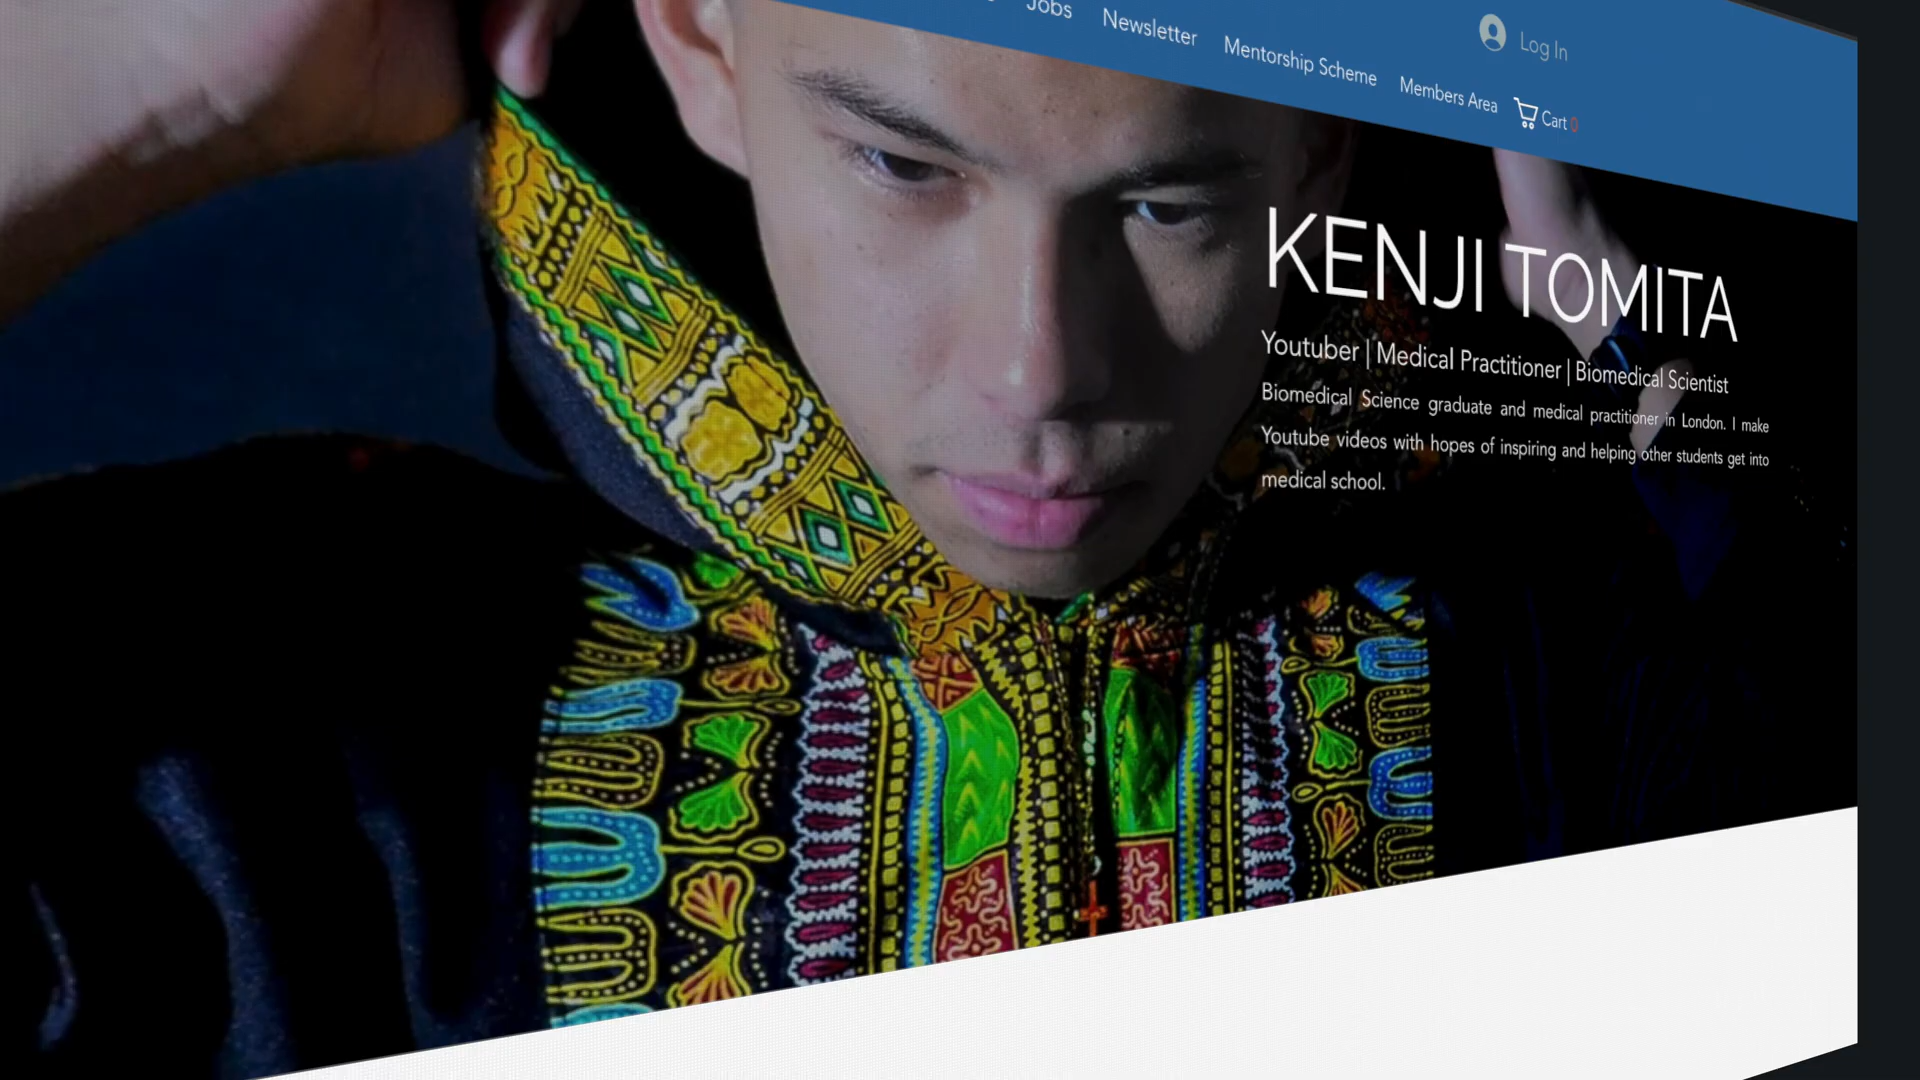 Jobs
Newsletter
Mentorship Scheme
Members Area
Log In
Cart 0
KENJI TOMITA
Youtuber | Medical Practitioner | Biomedical Scientist
Biomedical Science graduate and medical practitioner in London. I make
Youtube videos with hopes of inspiring and helping other students get into
medical school.